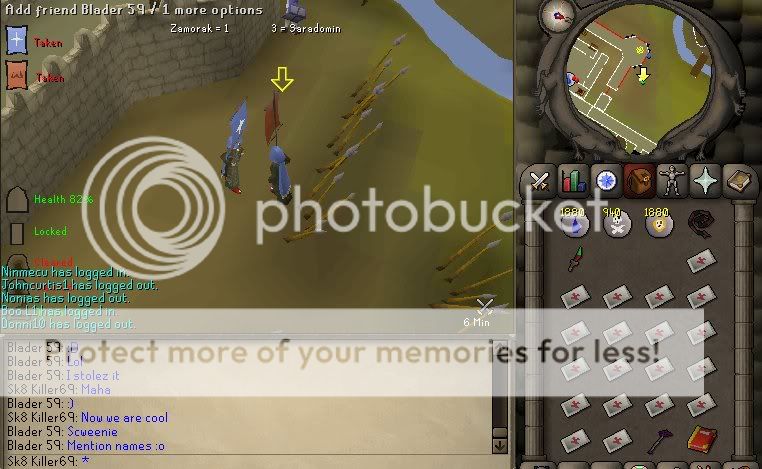 Add friend Blader 59 / 1 more options
Zamorak = 1
3 = Saradomin
Taken
Taken
Health 82%
Locked
Cleared
Ninmecu has logged in.
Johncurtis1 has logged out.
Nonias has logged out.
Boo L1 has logged in.
Donni10 has logged out.
6 Min
1880
940
1880
photobucket
Protect more of your memories for less!
Blader 59:
Blader 59: Lol
Blader 59: I stolez it
Sk8 Killer69: Maha
Blader 59: :)
Sk8 Killer69: Now we are cool
Blader 59: Scweenie
Blader 59: Mention names :o
Sk8 Killer69: *